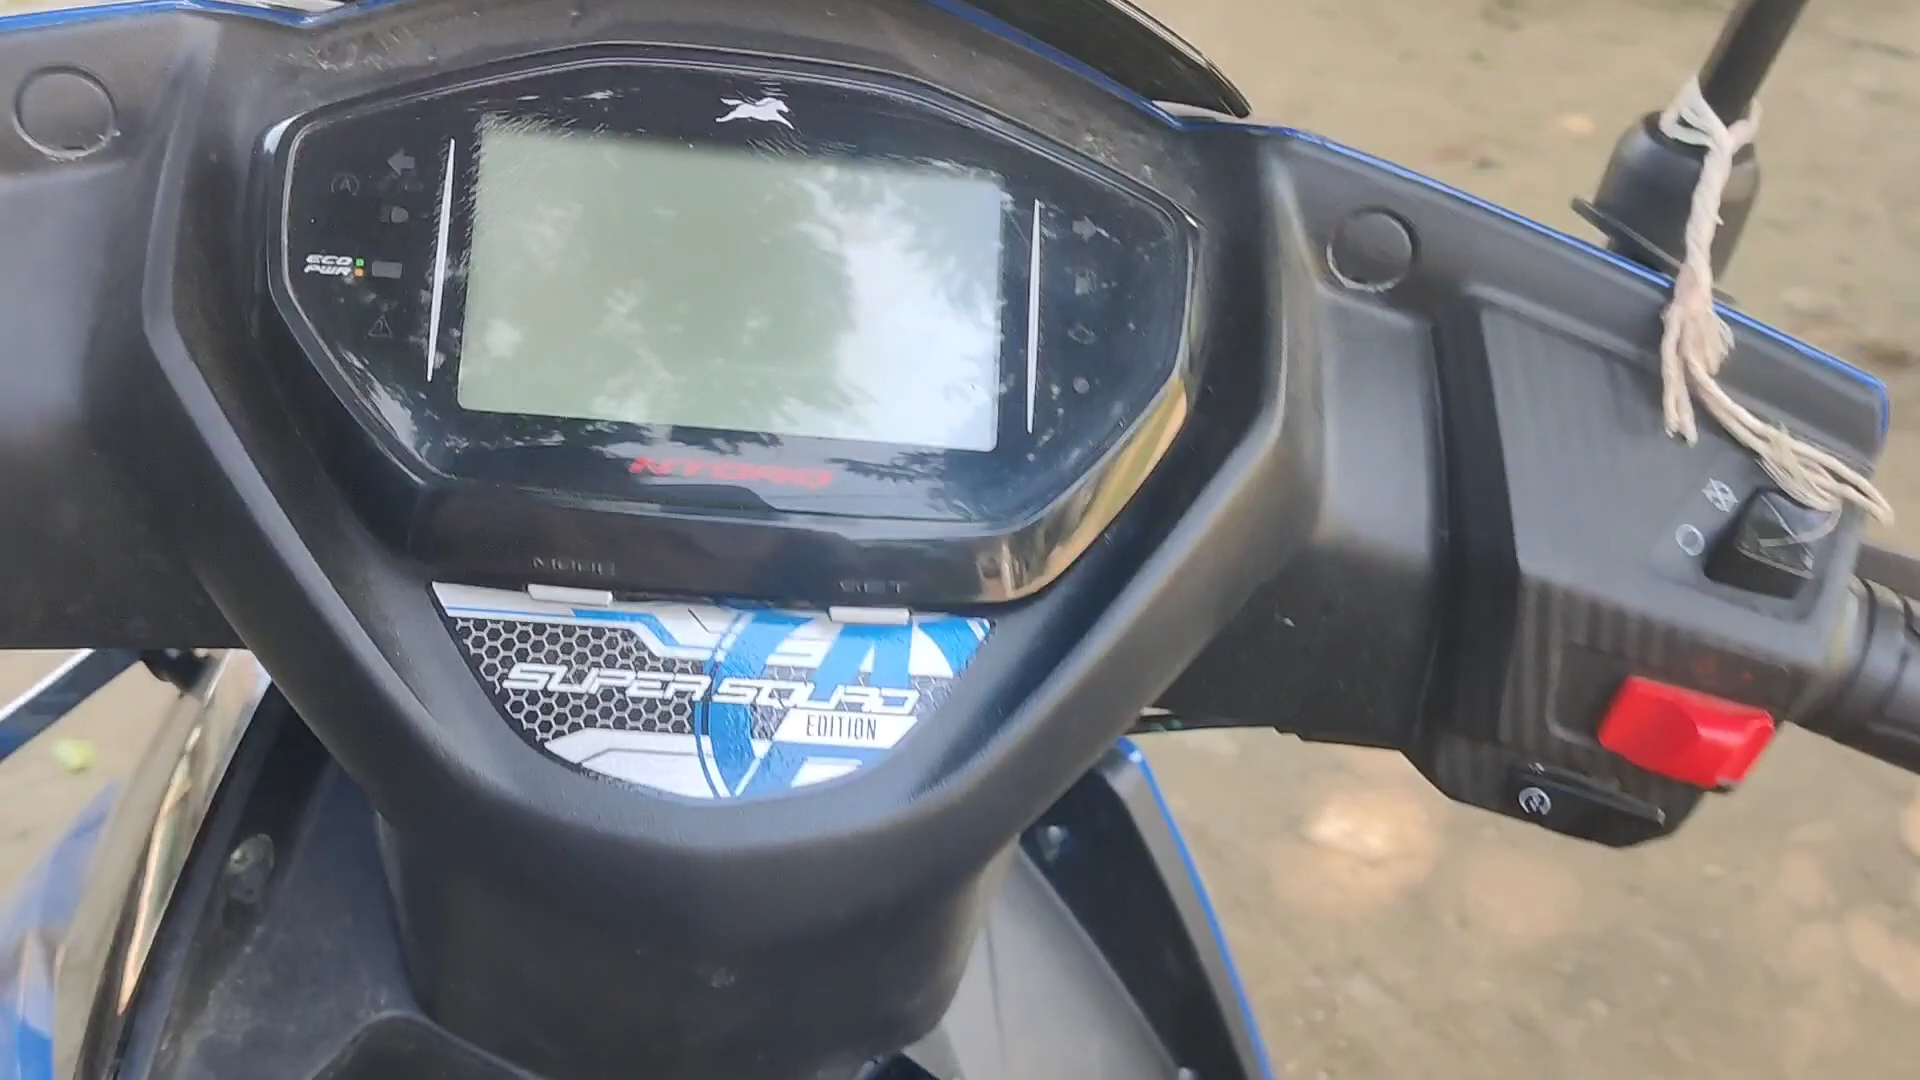 ECO
PWR
NTORQ
MODE
SET
SUPER SQUAD
EDITION